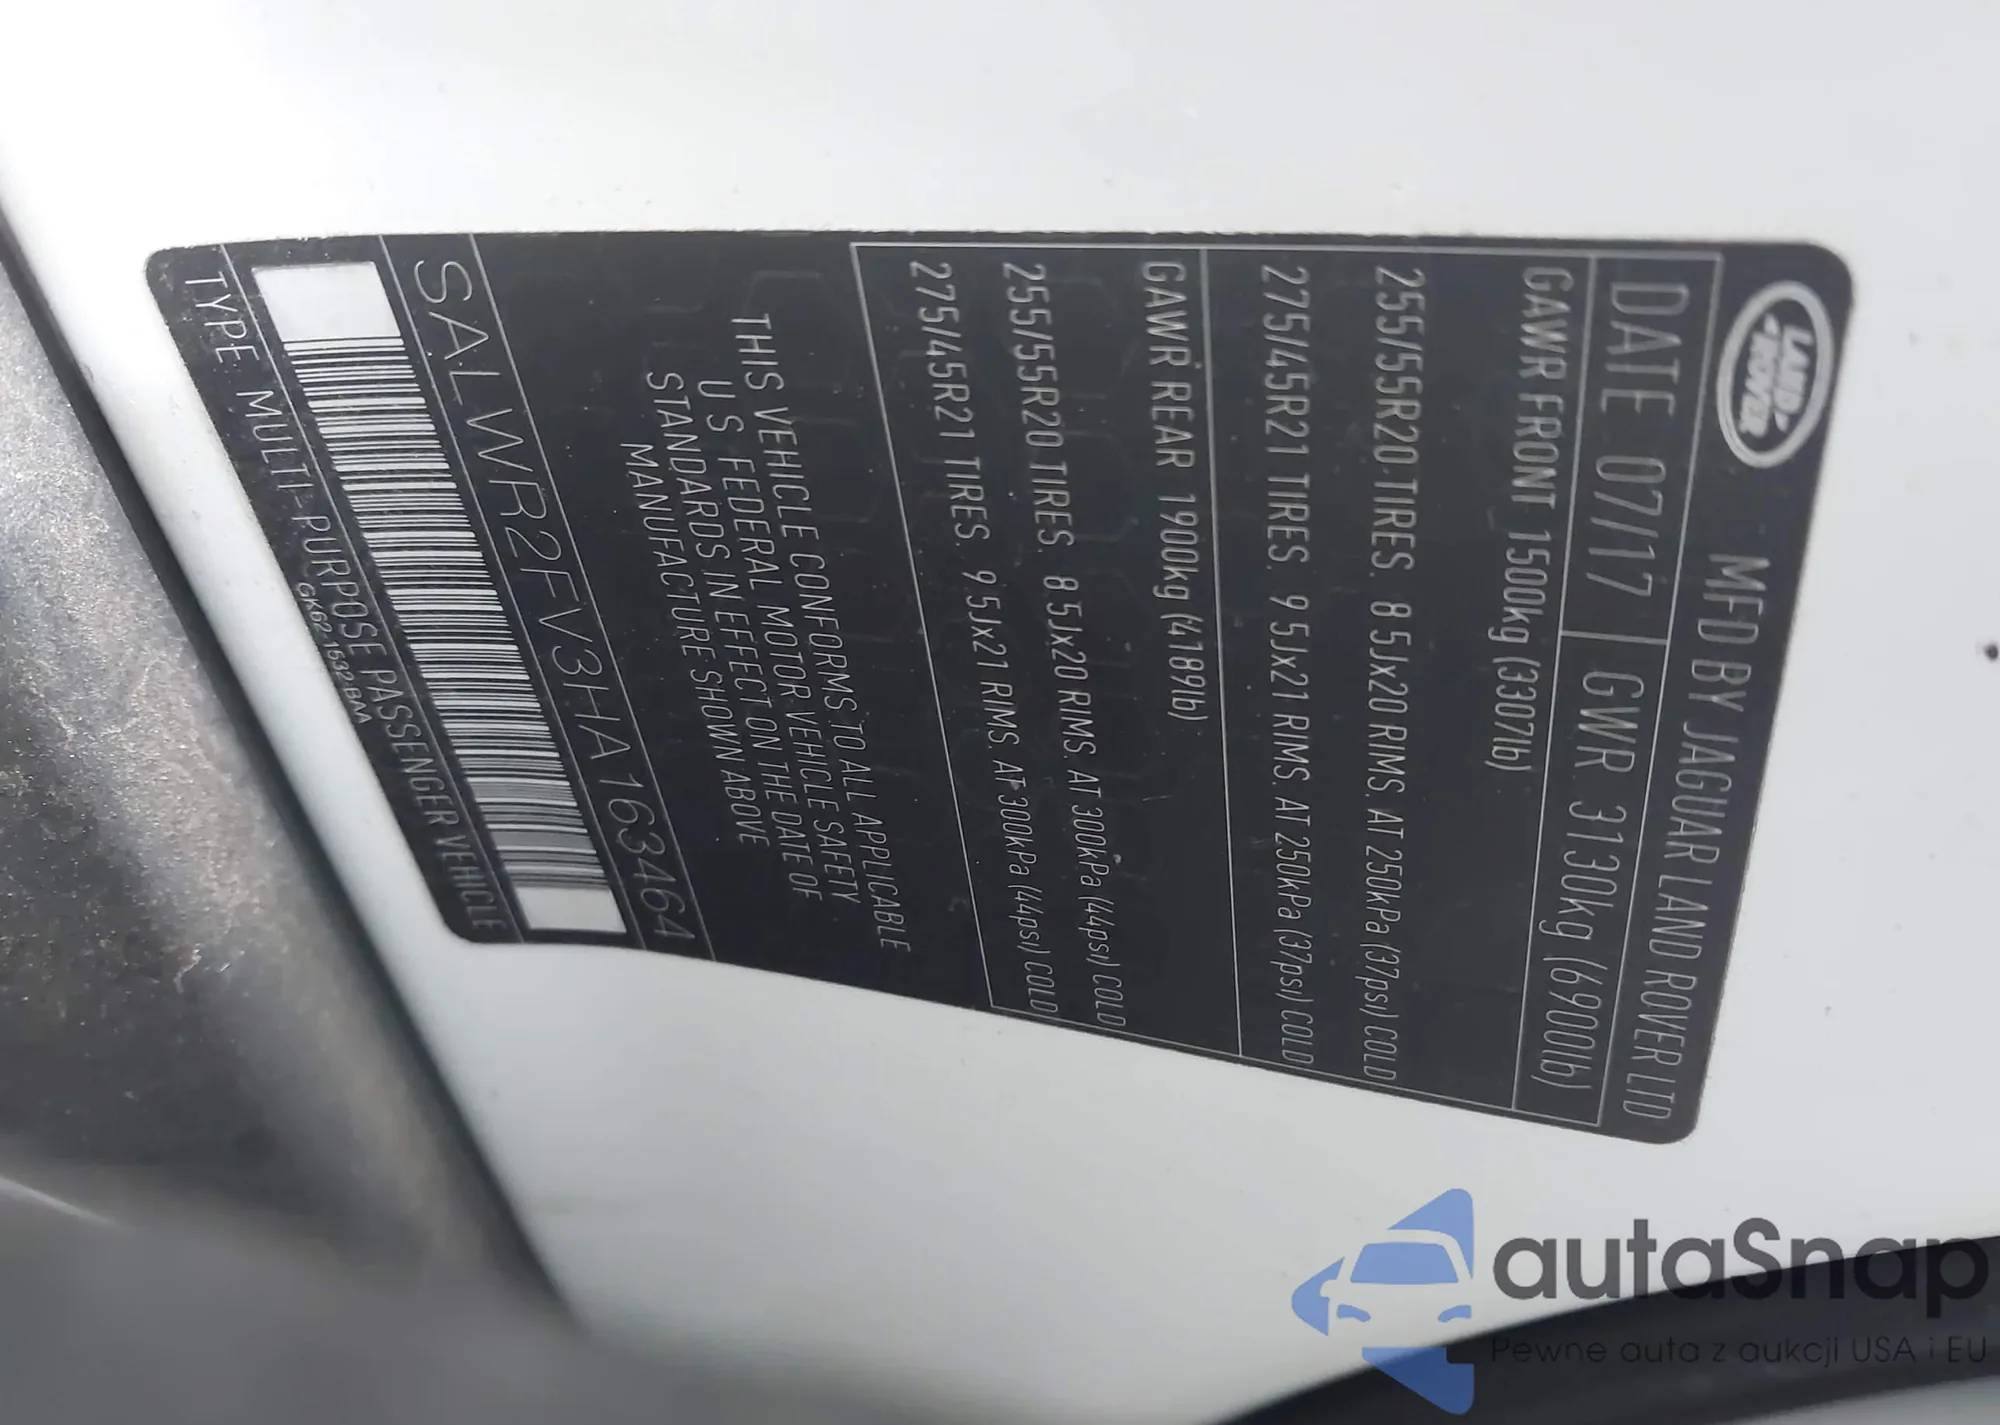 LAND
ROVER
MFD BY JAGUAR LAND ROVER LTD
DATE 07/17 GWR 3130kg (6900lb)
GAWR FRONT 1500kg (3307lb)
255/55R20 TIRES. 8 5Jx20 RIMS. AT 250kPa (37psi) COLD
275/45R21 TIRES. 9 5Jx21 RIMS. AT 250kPa (37psi) COLD
GAWR REAR 1900kg (4189lb)
255/55R20 TIRES. 8 5Jx20 RIMS. AT 300kPa (44psi) COLD
275/45R21 TIRES. 9 5Jx21 RIMS. AT 300kPa (44psi) COLD
THIS VEHICLE CONFORMS TO ALL APPLICABLE
U S FEDERAL MOTOR VEHICLE SAFETY
STANDARDS IN EFFECT ON THE DATE OF
MANUFACTURE SHOWN ABOVE
SALWR2FV3HA163464
TYPE MULTI-PURPOSE PASSENGER VEHICLE
autaSnap
Pewne auta z aukcji USA i EU